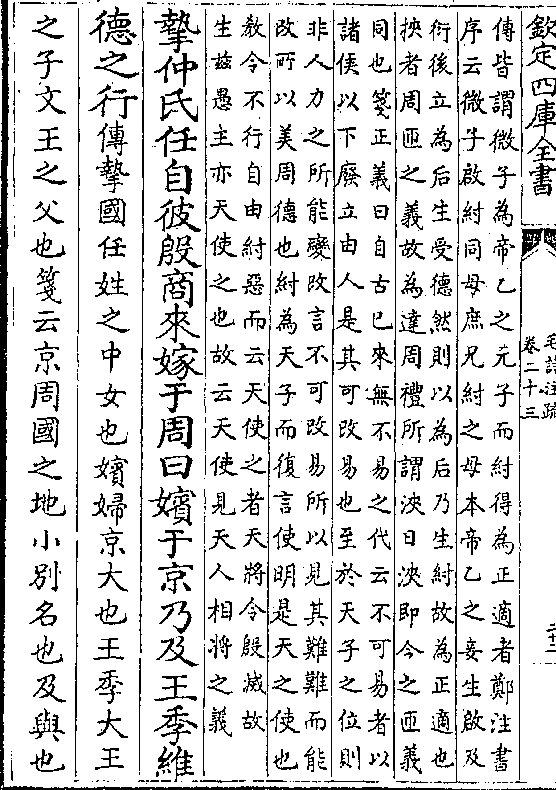 欽定四庫全書
毛詩注疏
卷二十三
傳皆謂微子為帝乙之元子而紂得為正適者鄭注書
序云微子啟紂同母庶兄紂之母本帝乙之妾生啟及
衍後立為后生受德然則以為后乃生紂故為正適也
挾者周匝之義故為達周禮所謂浹日浹即今之匝義
同也箋正義曰自古已來無不易之代云不可易者以
諸侯以下廢立由人是其可改易也至於天子之位則
非人力之所能變改言不可改易所以見其難難而能
改所以美周德也紂為天子而復言使明是天之使也
教令不行自由紂惡而云天使之者天將令殷滅故
生兹愚主亦天使之也故云天使見天人相將之義
摯仲氏任自彼殷商來嫁于周曰嬪于京乃及王季維
德之行傳摯國任姓之中女也嬪婦京大也王季大王
之子文王之父也箋云京周國之地小别名也及與也